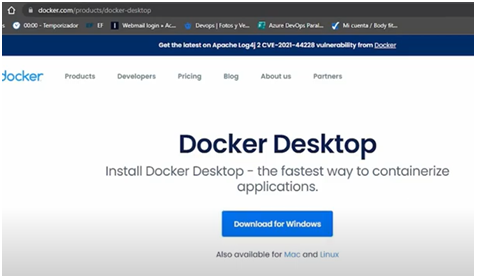 docker.com/products/docker-desktop
00:00 - Temporizador EF Webmail login • Ac... Devops | Fotos y Ve... Azure DevOps Paral... Mi cuenta / Body fit...
Get the latest on Apache Log4j 2 CVE-2021-44228 vulnerability from Docker
docker Products Developers Pricing Blog About us Partners
Docker Desktop
Install Docker Desktop - the fastest way to containerize
applications.
Download for Windows
Also available for Mac and Linux